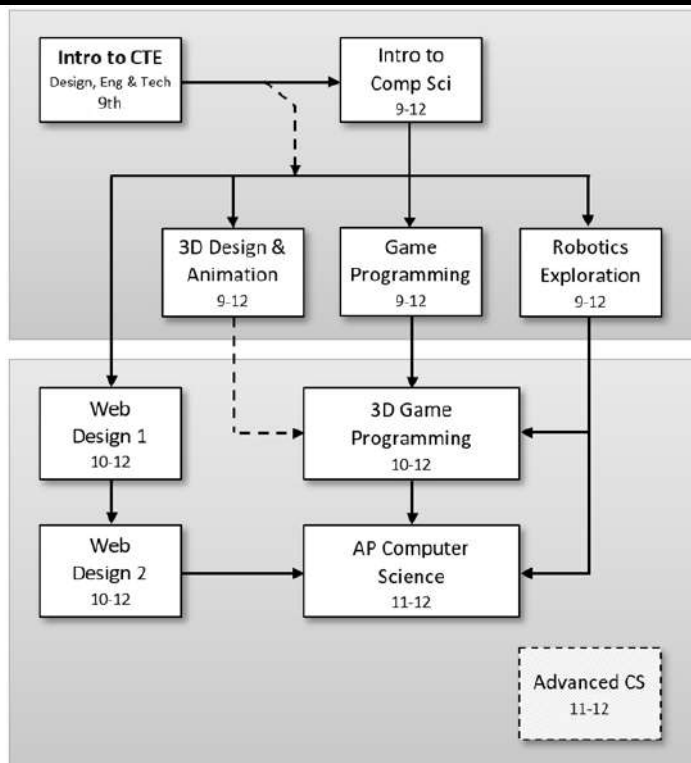 Intro to CTE
Design, Eng & Tech
9th
Intro to
Comp Sci
9-12
3D Design &
Animation
9-12
Game
Programming
9-12
Robotics
Exploration
9-12
Web
Design 1
10-12
3D Game
Programming
10-12
Web
Design 2
10-12
AP Computer
Science
11-12
Advanced CS
11-12